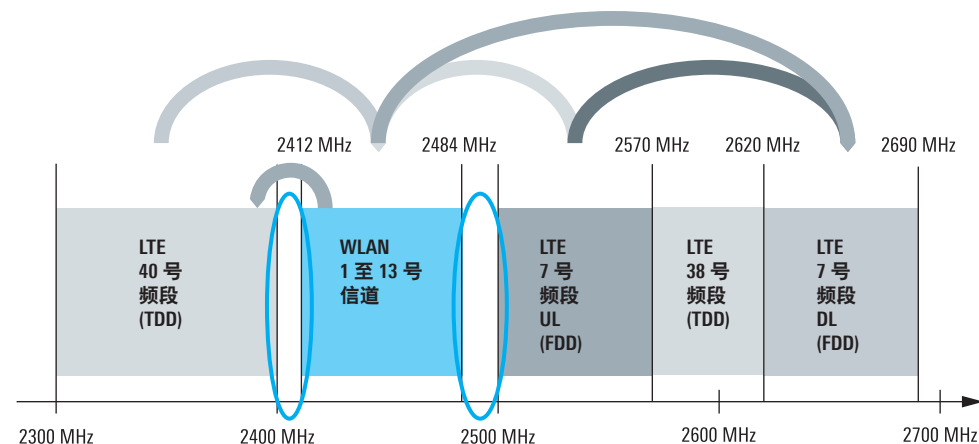 2412 MHz
2484 MHz
2570 MHz
2620 MHz
2690 MHz
LTE
40 号
频段
(TDD)
WLAN
1 至 13 号
信道
LTE
7 号
频段
UL
(FDD)
LTE
38 号
频段
(TDD)
LTE
7 号
频段
DL
(FDD)
2300 MHz
2400 MHz
2500 MHz
2600 MHz
2700 MHz